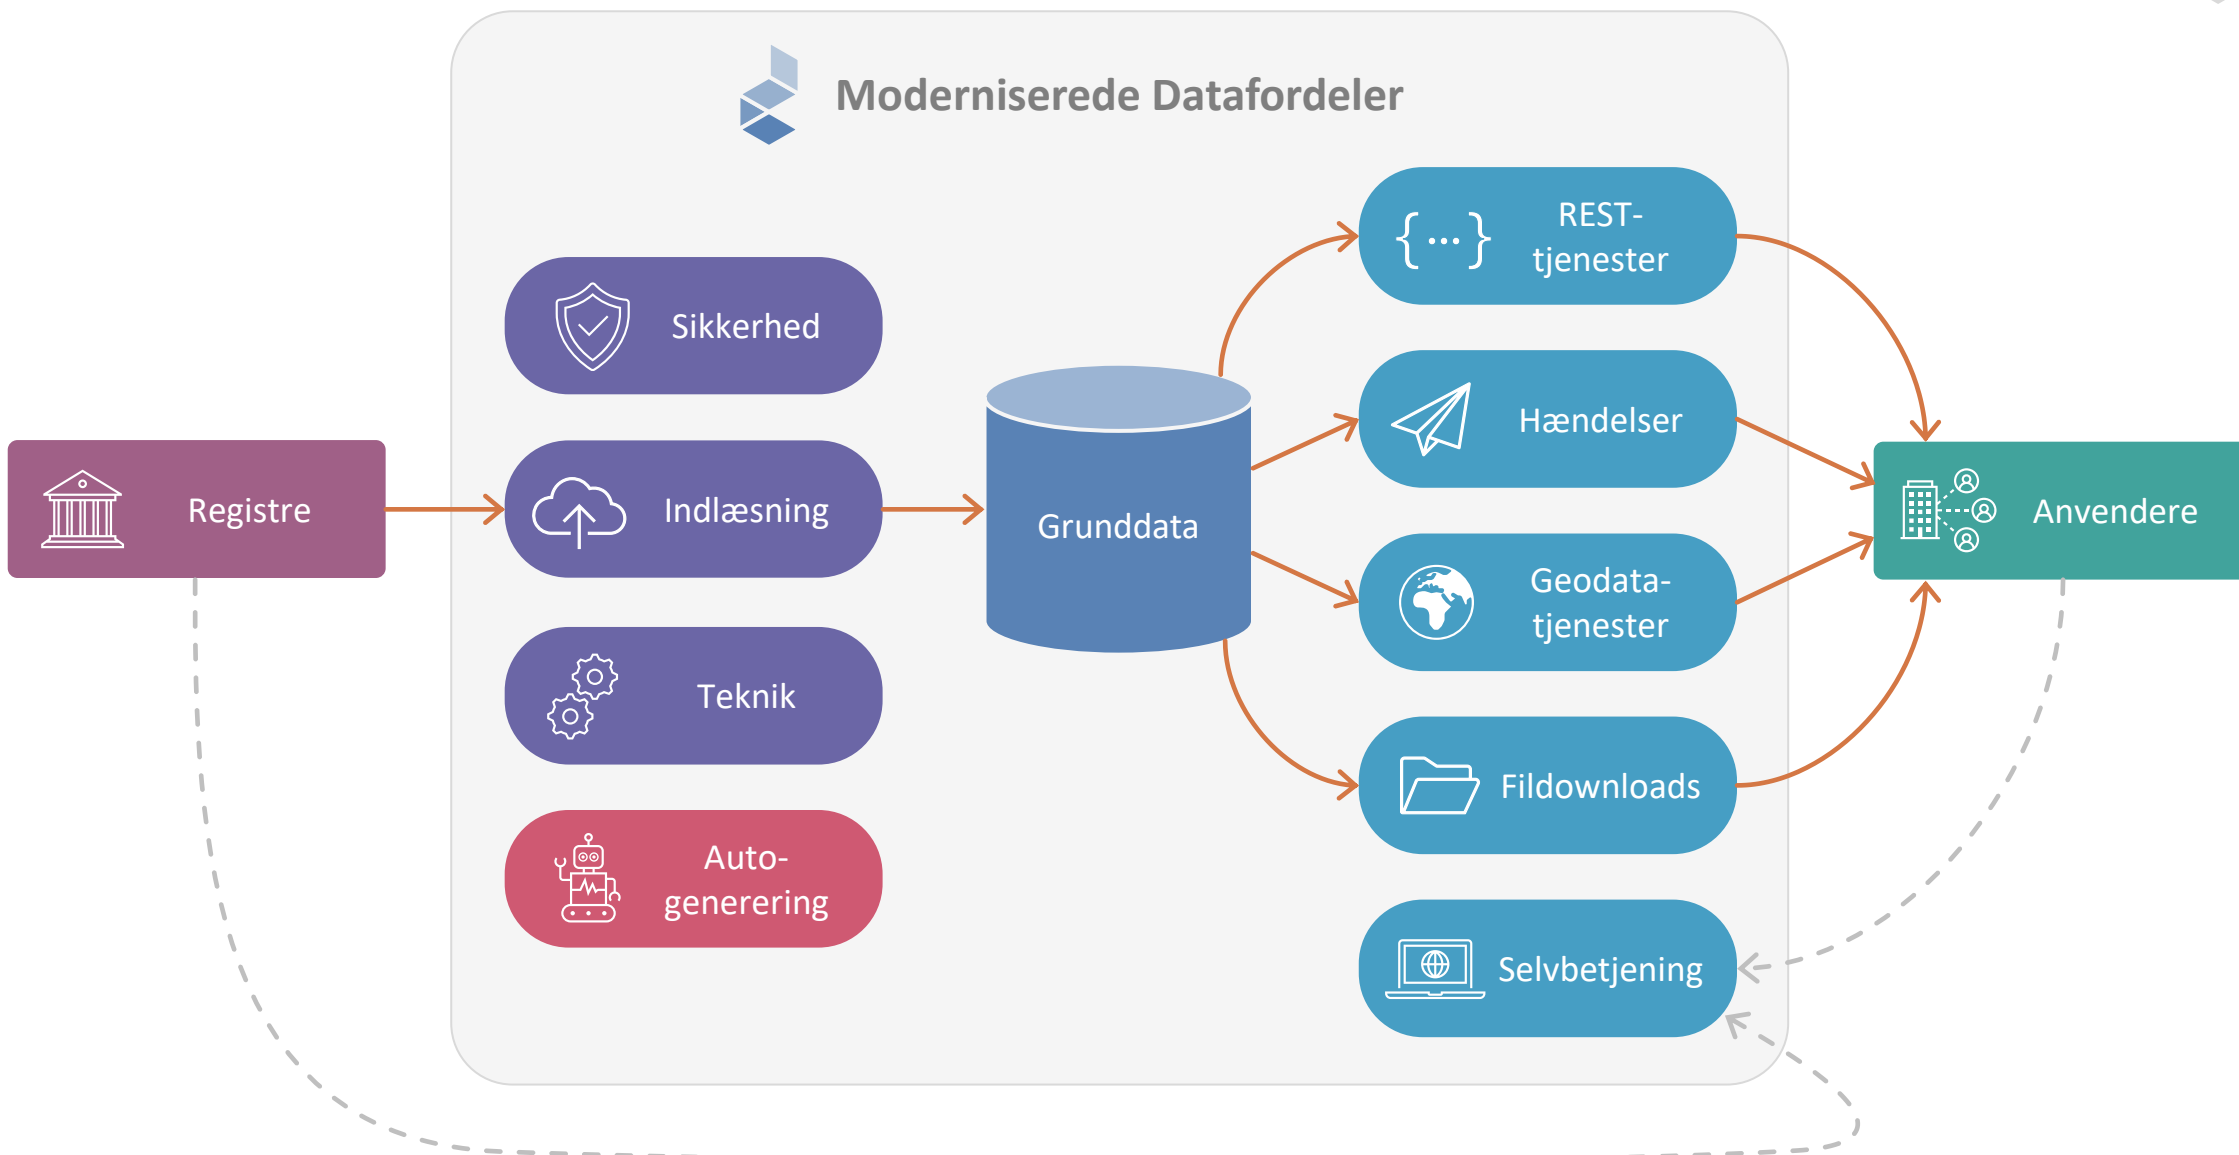 Moderniserede Datafordeler
Registre
Sikkerhed
Indlæsning
Teknik
Auto-
generering
Grunddata
REST-
tjenester
Hændelser
Geodata-
tjenester
Fildownloads
Selvbetjening
Anvendere